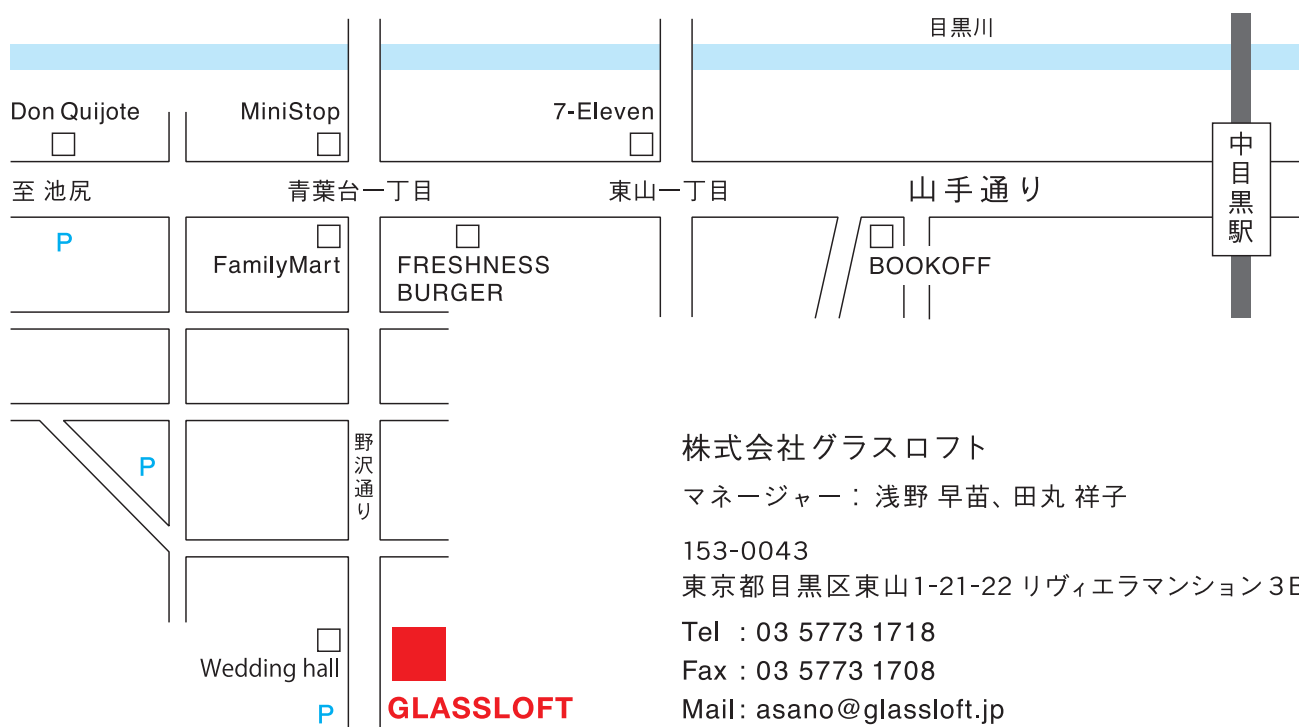 目黒川
Don Quijote
MiniStop
7-Eleven
中目黒駅
至 池尻
青葉台一丁目
東山一丁目
山手通り
P
FamilyMart
FRESHNESS
BURGER
BOOKOFF
野沢通り
P
株式会社グラスロフト
マネージャー：浅野 早苗、田丸 祥子
153-0043
東京都目黒区東山1-21-22 リヴィエラマンション3E
Tel : 03 5773 1718
Fax : 03 5773 1708
Mail: asano@glassloft.jp
Wedding hall
P
GLASSLOFT